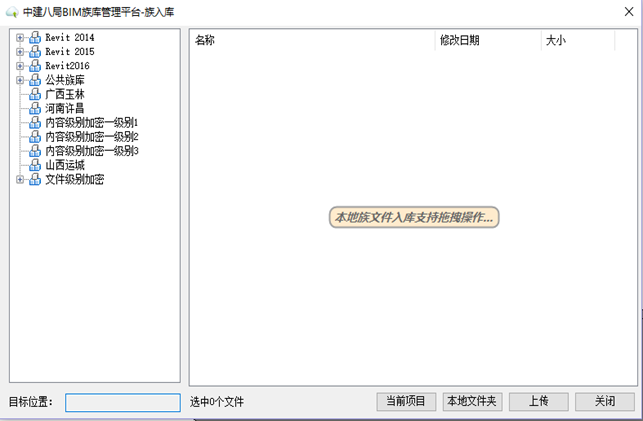 中建八局BIM族库管理平台-族入库
名称 修改日期 大小
Revit 2014
Revit 2015
Revit2016
公共族库
广西玉林
河南许昌
内容级别加密一级别1
内容级别加密一级别2
内容级别加密一级别3
山西运城
文件级别加密
本地族文件入库支持拖拽操作...
目标位置： 选中0个文件 当前项目 本地文件夹 上传 关闭